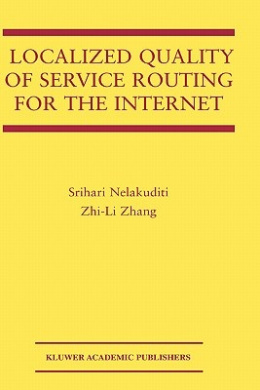 LOCALIZED QUALITY
OF SERVICE ROUTING
FOR THE INTERNET
Srihari Nelakuditi
Zhi-Li Zhang
KLUWER ACADEMIC PUBLISHERS